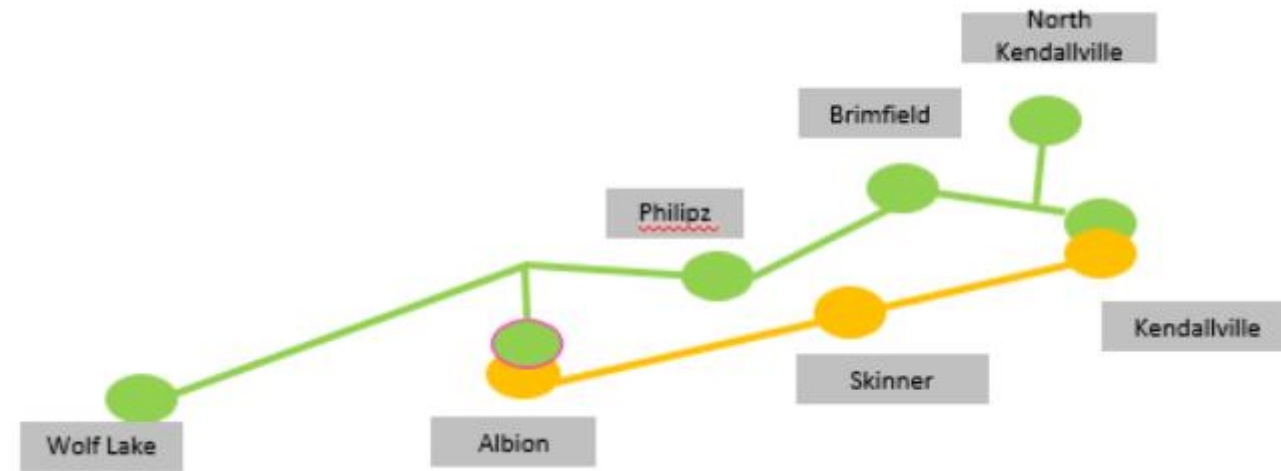 North
Kendallville
Brimfield
Philipz
Kendallville
Skinner
Albion
Wolf Lake